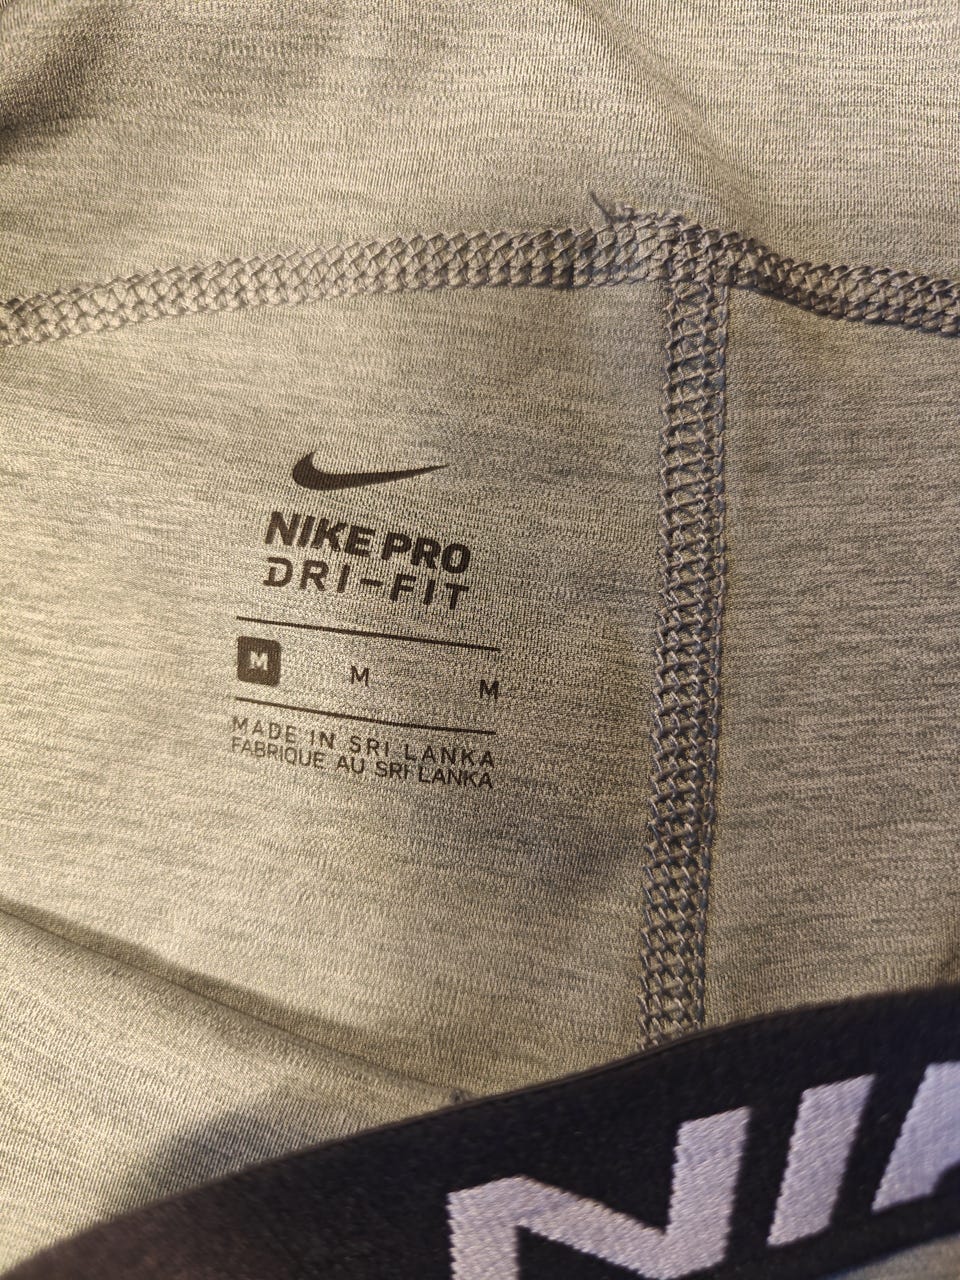 NIKE PRO
DRI-FIT
M M M
MADE IN SRI LANKA
FABRIQUE AU SRI LANKA